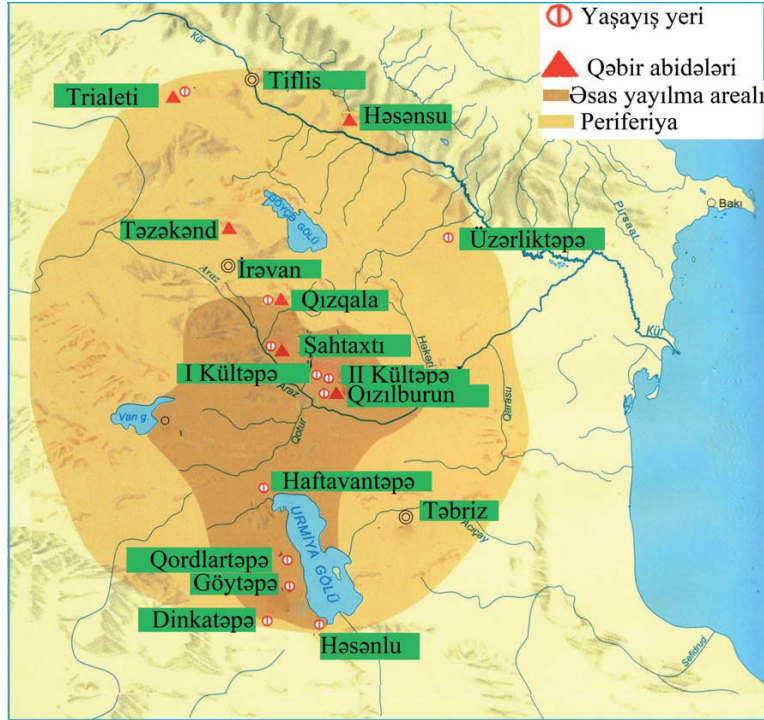 Yaşayış yeri
Qəbir abidələri
Əsas yayılma arealı
Periferiya
Kür
Tiflis
Trialeti
Həsənsu
GÖYÇƏ GÖLÜ
Pirsaat
Bakı
Təzəkənd
Üzərliktəpə
İrəvan
Araz
Qızqala
Kür
Həkəri
Şahtaxtı
I Kültəpə
II Kültəpə
Araz
Qızılburun
Qarasu
Van g.
Qotur
Haftavantəpə
Təbriz
Acıçay
URMİYA GÖLÜ
Qordlartəpə
Göytəpə
Dinkatəpə
Həsənlu
Səfidrud